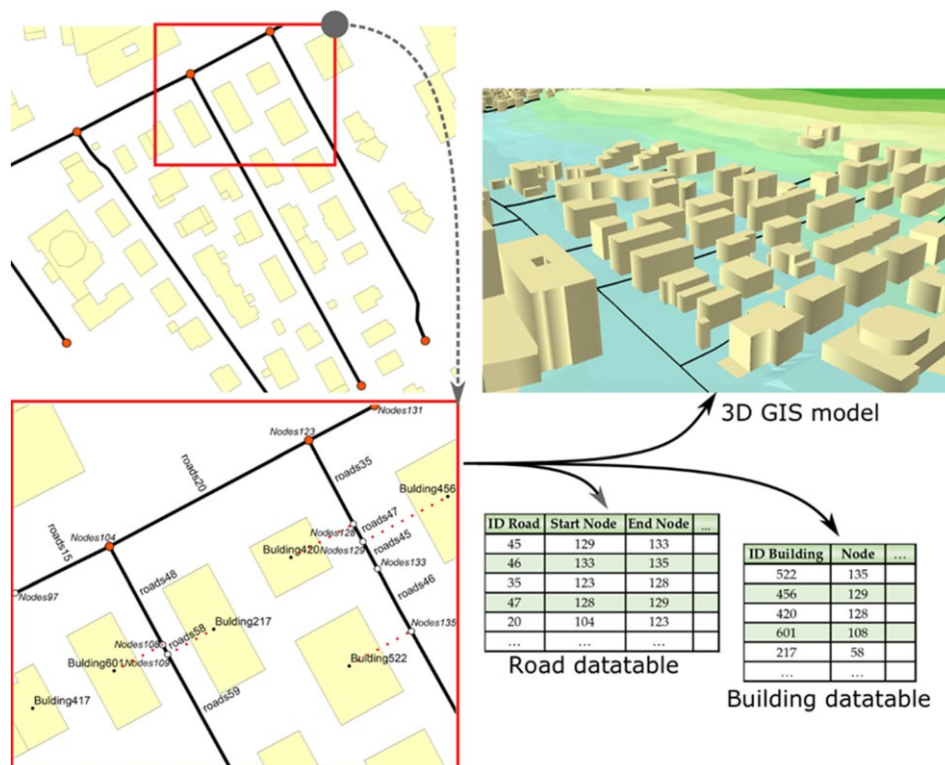 3D GIS model
Nodes131
Nodes123
roads20
roads35
Bulding456
roads15
Nodes104
Nodes128
roads47
Bulding420
Nodes129
roads45
Nodes133
roads48
roads46
Nodes97
Nodes135
Bulding217
Nodes108
roads58
Bulding601
Nodes109
Bulding522
roads59
Bulding417
ID Road Start Node End Node ...
45 129 133
46 133 135
35 123 128
47 128 129
20 104 123
... ... ...
Road datatable
ID Building Node ...
522 135
456 129
420 128
601 108
217 58
... ...
Building datatable